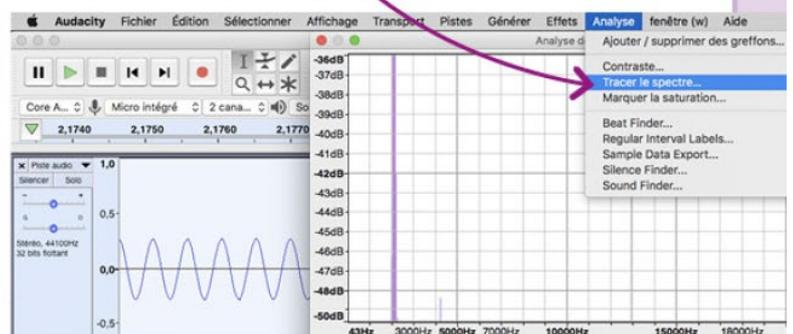 Audacity Fichier Édition Sélectionner Affichage Transport Pistes Générer Effets Analyse fenêtre (w) Aide
Analyse de
Ajouter / supprimer des greffons...
Contraste...
Tracer le spectre...
Marquer la saturation...
Beat Finder...
Regular Interval Labels...
Sample Data Export...
Silence Finder...
Sound Finder...
Core A... Micro intégré 2 cana... So
2,1740 2,1750 2,1760 2,1770
Piste audio
Silencer Solo
Stéréo, 44100Hz
32 bits flottant
1,0
0,5
0,0
-0,5
-36dB
-37dB
-38dB
-39dB
-40dB
-41dB
-42dB
-43dB
-44dB
-45dB
-46dB
-47dB
-48dB
-50dB
43Hz 3000Hz 5000Hz 7000Hz 10000Hz 15000Hz 18000Hz